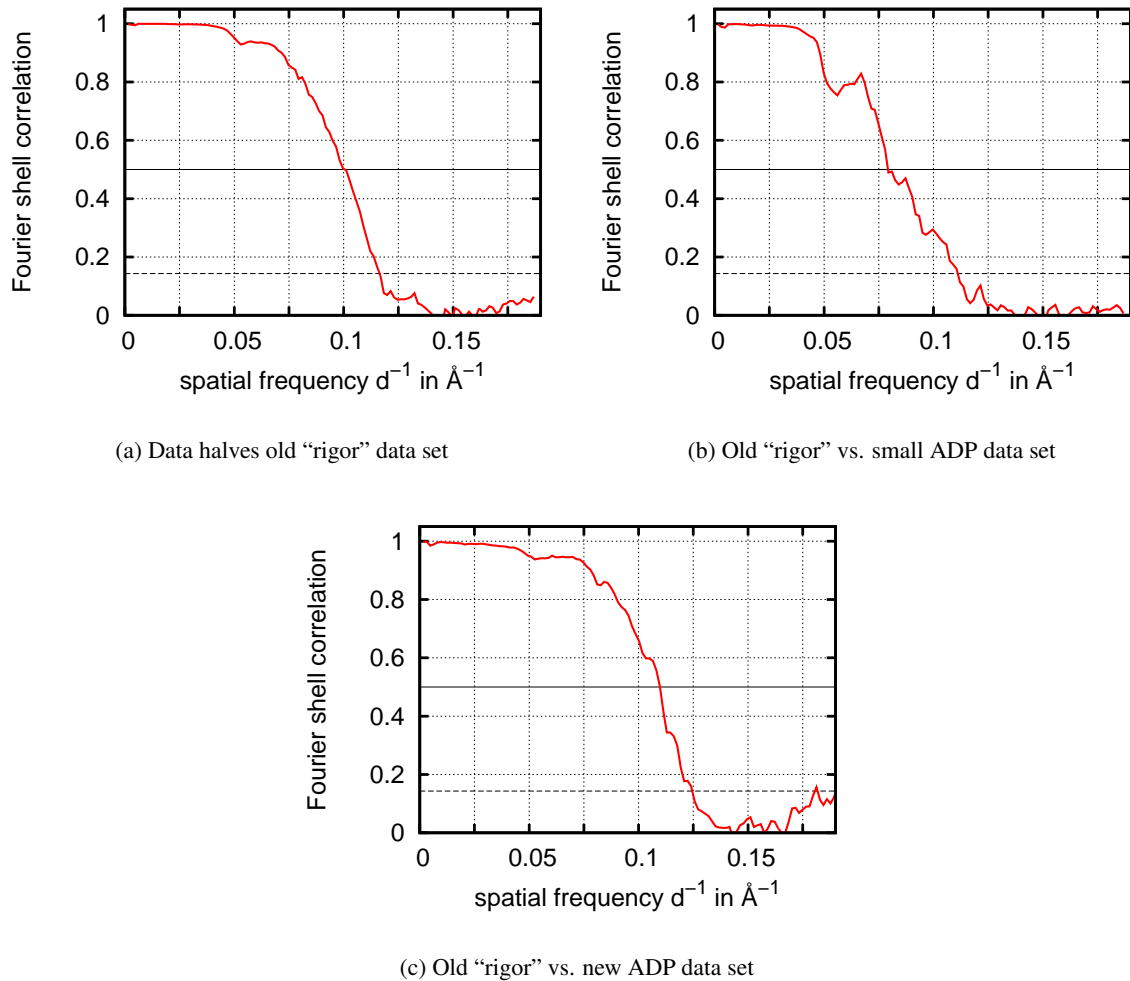 1
0.8
0.6
0.4
0.2
0
Fourier shell correlation
0 0.05 0.1 0.15
spatial frequency d⁻¹ in Å⁻¹
(a) Data halves old “rigor” data set
1
0.8
0.6
0.4
0.2
0
Fourier shell correlation
0 0.05 0.1 0.15
spatial frequency d⁻¹ in Å⁻¹
(b) Old “rigor” vs. small ADP data set
1
0.8
0.6
0.4
0.2
0
Fourier shell correlation
0 0.05 0.1 0.15
spatial frequency d⁻¹ in Å⁻¹
(c) Old “rigor” vs. new ADP data set